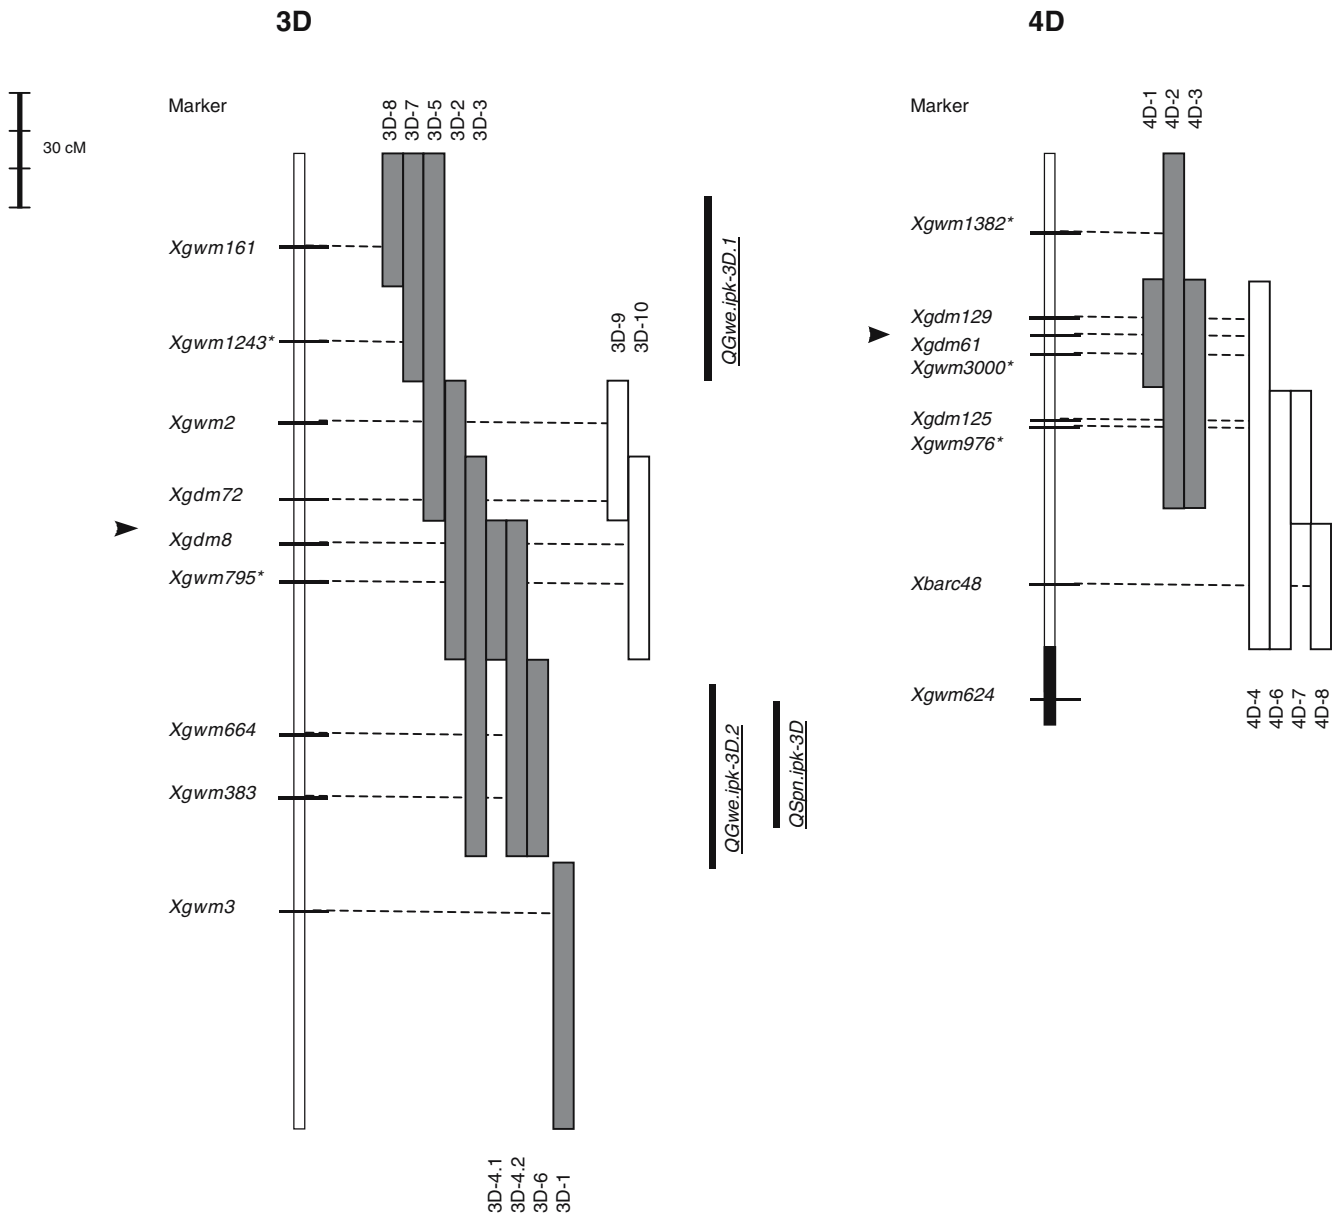 3D
4D
30 cM
Marker
3D-8
3D-7
3D-5
3D-2
3D-3
Xgwm161
Xgwm1243*
Xgwm2
Xgdm72
Xgdm8
Xgwm795*
Xgwm664
Xgwm383
Xgwm3
3D-9
3D-10
QGwe.ipk-3D.1
QGwe.ipk-3D.2
QSpn.ipk-3D
3D-4.1
3D-4.2
3D-6
3D-1
Marker
4D-1
4D-2
4D-3
Xgwm1382*
Xgdm129
Xgdm61
Xgwm3000*
Xgdm125
Xgwm976*
Xbarc48
Xgwm624
4D-4
4D-6
4D-7
4D-8